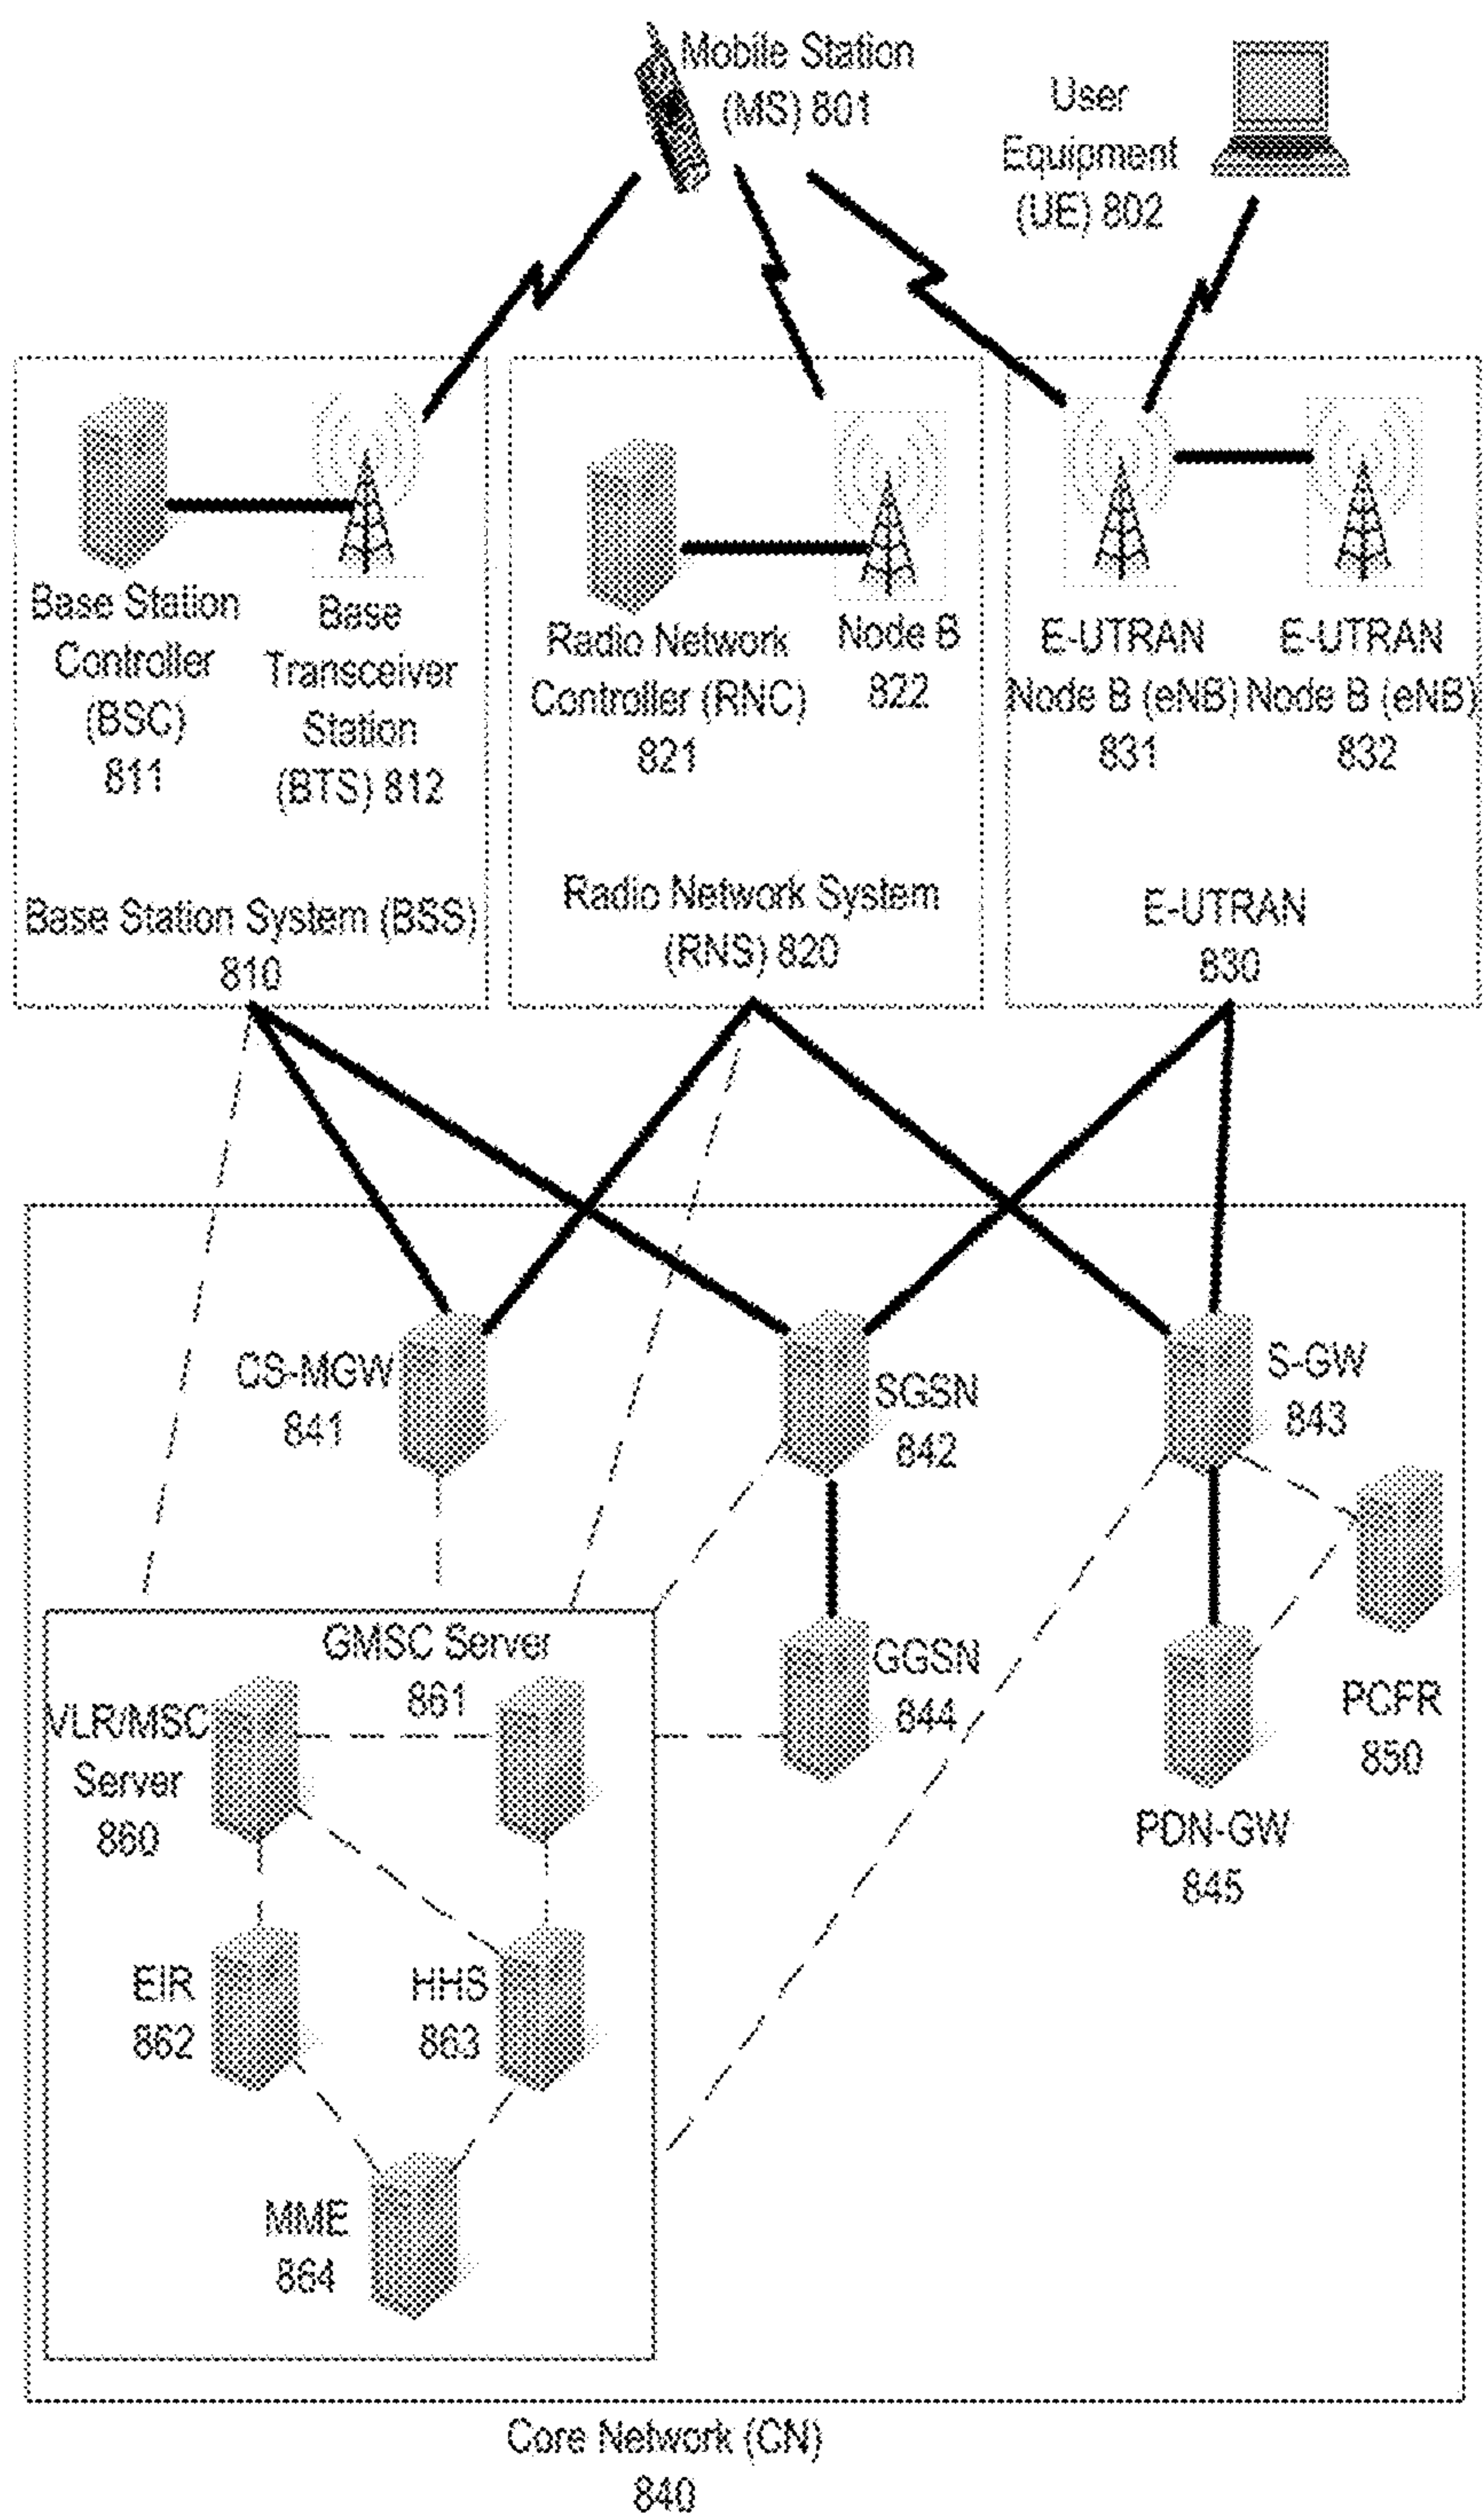 Mobile Station
(MS) 801
User
Equipment
(UE) 802
Base Station
Controller
(BSC)
811
Base
Transceiver
Station
(BTS) 812
Base Station System (BSS)
810
Radio Network
Controller (RNC)
821
Node B
822
Radio Network System
(RNS) 820
E-UTRAN
Node B (eNB)
831
E-UTRAN
Node B (eNB)
832
E-UTRAN
830
CS-MGW
841
SGSN
842
S-GW
843
GMSC Server
861
VLR/MSC
Server
860
GGSN
844
PCFR
850
PDN-GW
845
EIR
862
HHS
863
MME
864
Core Network (CN)
840